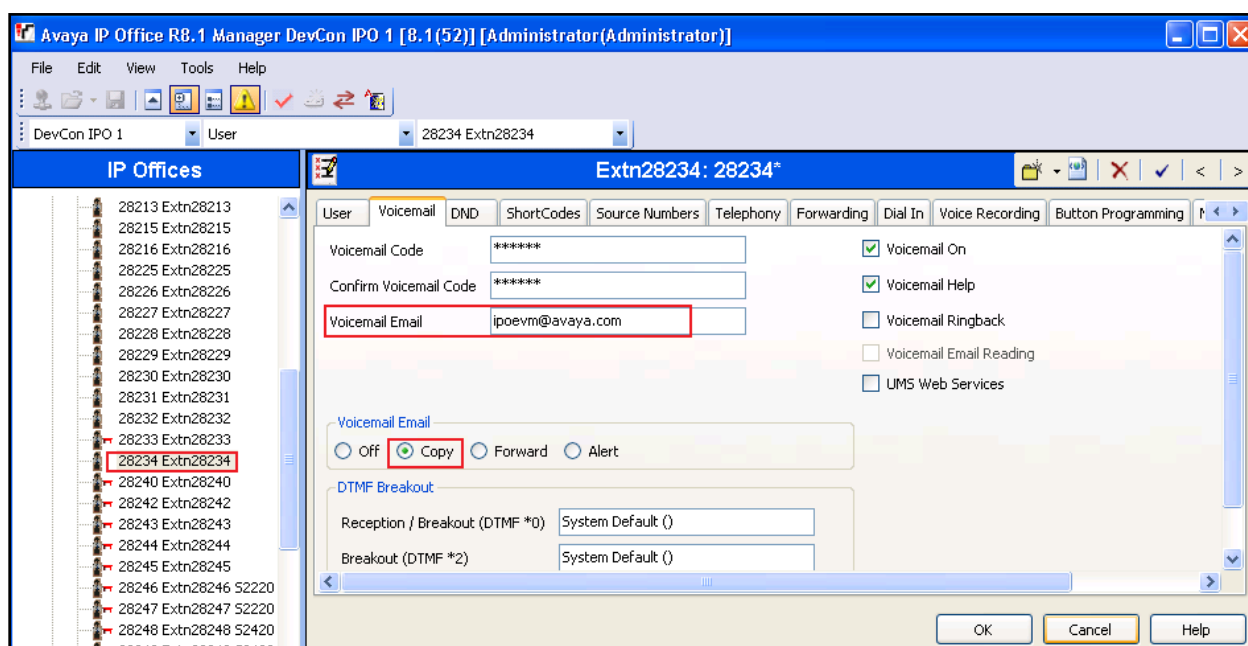 Avaya IP Office R8.1 Manager DevCon IPO 1 [8.1(52)] [Administrator(Administrator)]
File Edit View Tools Help
DevCon IPO 1 User 28234 Extn28234
IP Offices
28213 Extn28213
28215 Extn28215
28216 Extn28216
28225 Extn28225
28226 Extn28226
28227 Extn28227
28228 Extn28228
28229 Extn28229
28230 Extn28230
28231 Extn28231
28232 Extn28232
28233 Extn28233
28234 Extn28234
28240 Extn28240
28242 Extn28242
28243 Extn28243
28244 Extn28244
28245 Extn28245
28246 Extn28246 S2220
28247 Extn28247 S2220
28248 Extn28248 S2420
Extn28234: 28234*
User Voicemail DND ShortCodes Source Numbers Telephony Forwarding Dial In Voice Recording Button Programming
Voicemail Code ******
Confirm Voicemail Code ******
Voicemail Email ipoevm@avaya.com
Voicemail On
Voicemail Help
Voicemail Ringback
Voicemail Email Reading
UMS Web Services
Voicemail Email
Off Copy Forward Alert
DTMF Breakout
Reception / Breakout (DTMF *0) System Default ()
Breakout (DTMF *2) System Default ()
OK Cancel Help